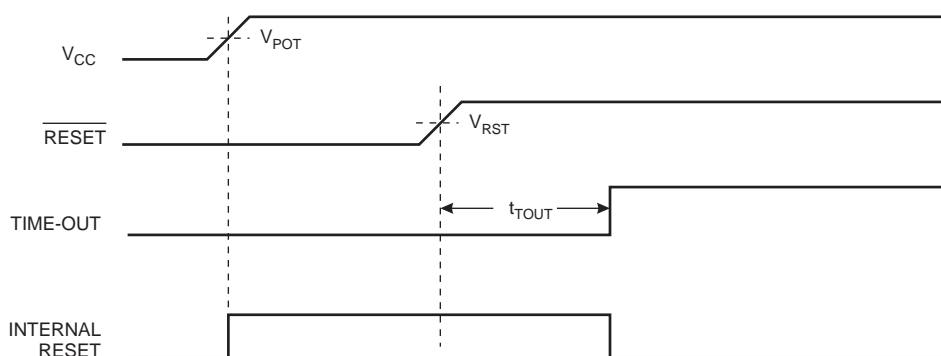 V_POT
V_CC
RESET
V_RST
t_TOUT
TIME-OUT
INTERNAL
RESET